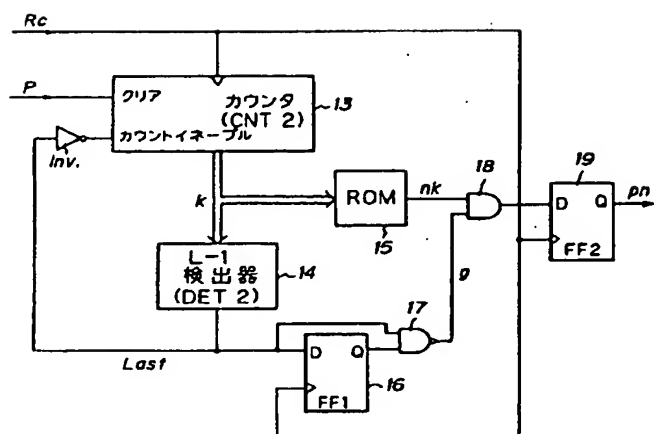 Rc
P
クリア
カウンタ
(CNT 2)
カウントイネーブル
13
Inv.
k
ROM
15
nk
18
19
D Q
FF2
pn
L-1
検出器
(DET 2)
14
g
17
Last
D Q
FF1
16